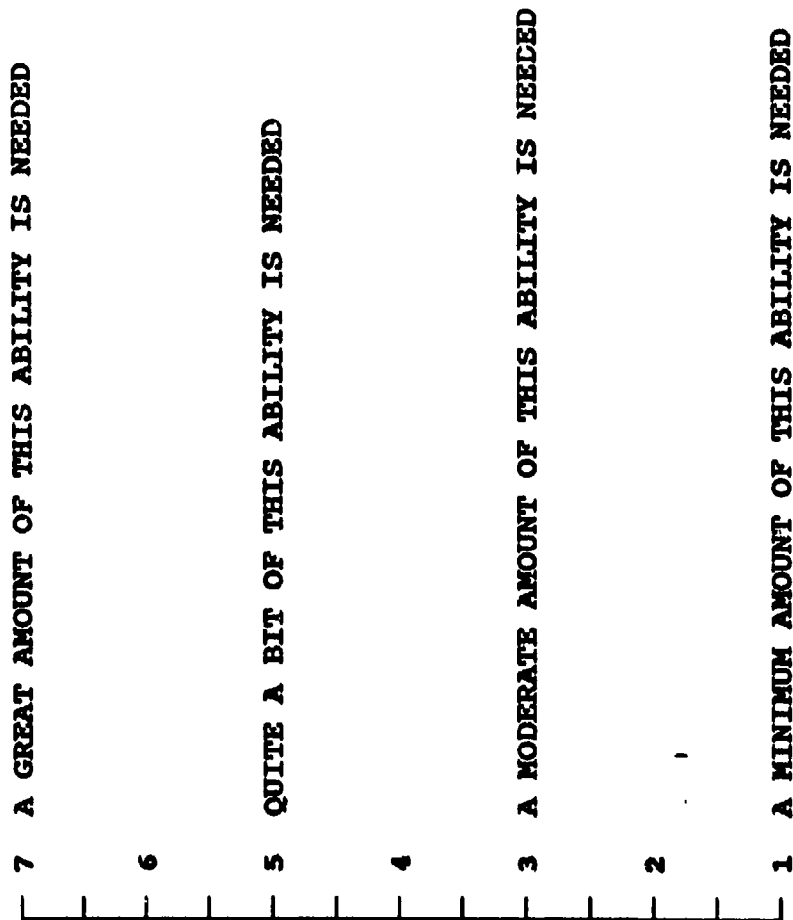 7 A GREAT AMOUNT OF THIS ABILITY IS NEEDED
6
5 QUITE A BIT OF THIS ABILITY IS NEEDED
4
3 A MODERATE AMOUNT OF THIS ABILITY IS NEECED
2
1 A MINIMUM AMOUNT OF THIS ABILITY IS NEEDED